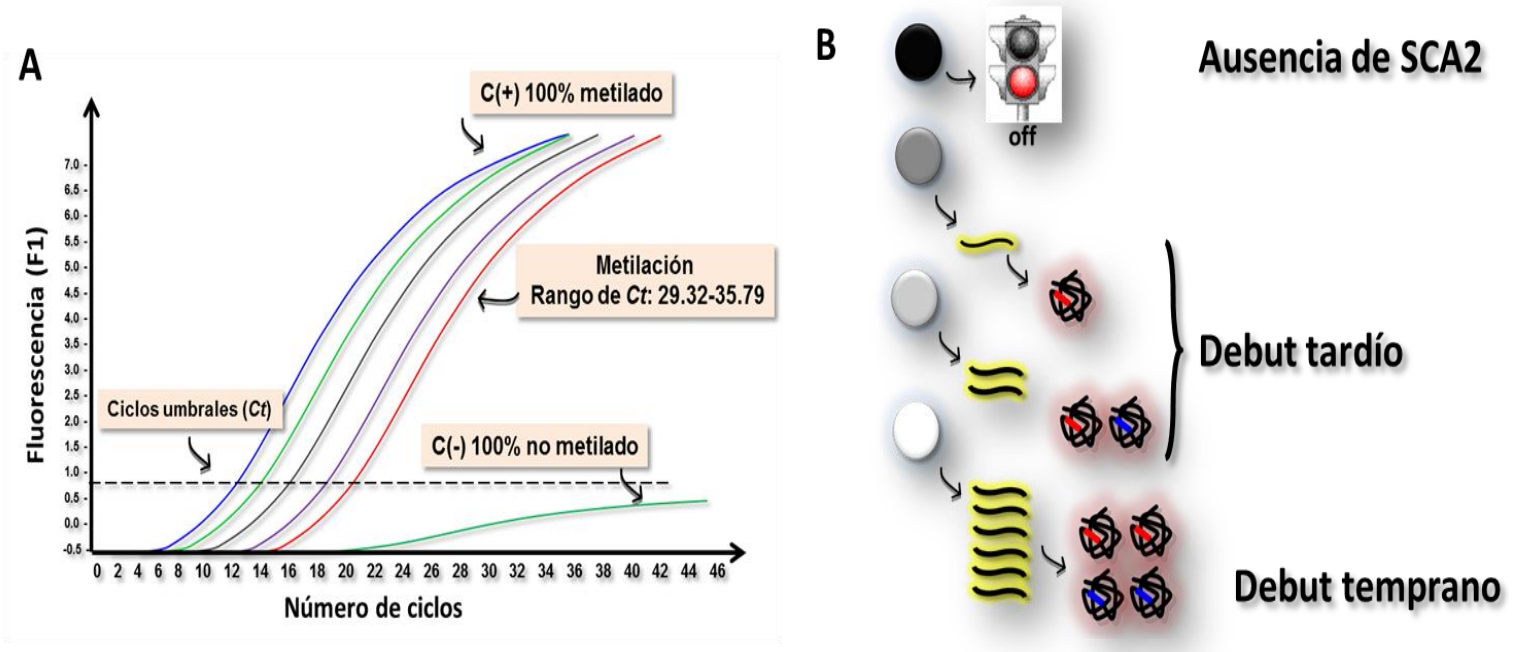 A
C(+) 100% metilado
7.0
6.5
6.0
5.5
5.0
4.5
4.0
3.5
3.0
2.5
2.0
1.5
1.0
0.5
0.0
-0.5
Fluorescencia (F1)
Metilación
Rango de Ct: 29.32-35.79
Ciclos umbrales (Ct)
C(-) 100% no metilado
0 2 4 6 8 10 12 14 16 18 20 22 24 26 28 30 32 34 36 38 40 42 44 46
Número de ciclos
B
Ausencia de SCA2
off
Debut tardío
Debut temprano